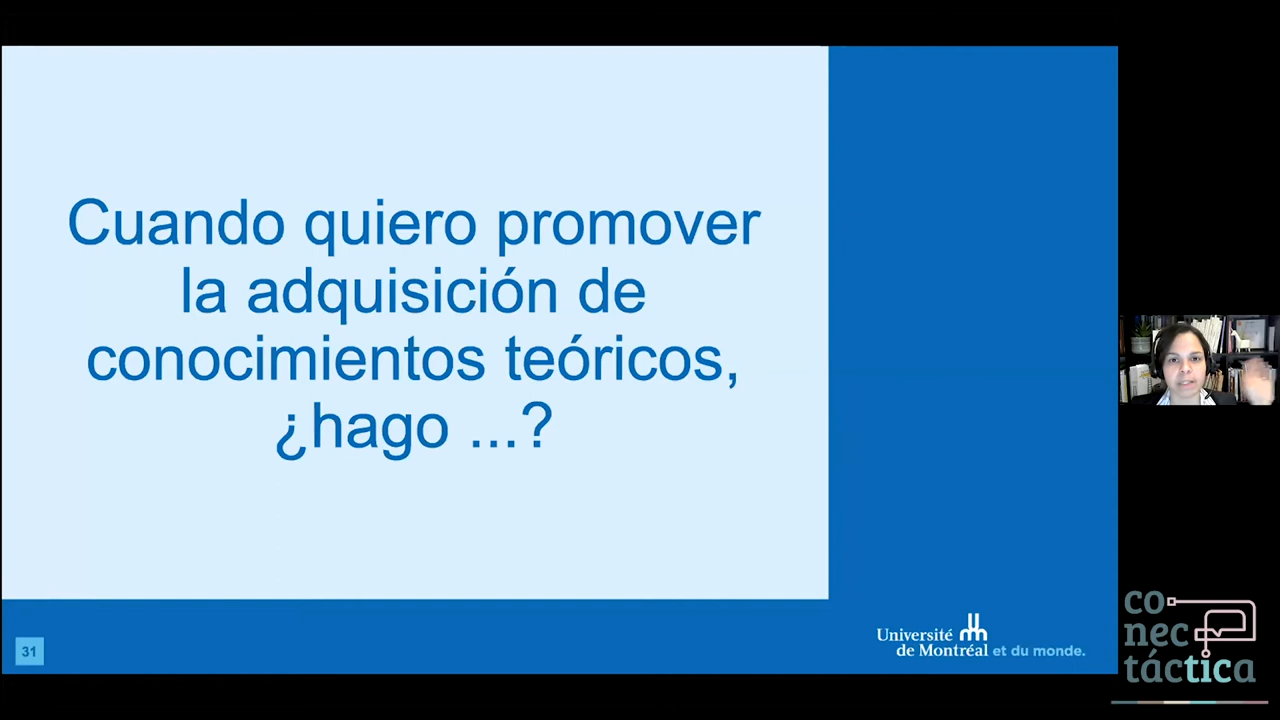 Cuando quiero promover
la adquisición de
conocimientos teóricos,
¿hago ...?
31
Université
de Montréal et du monde.
co
nec
táctica